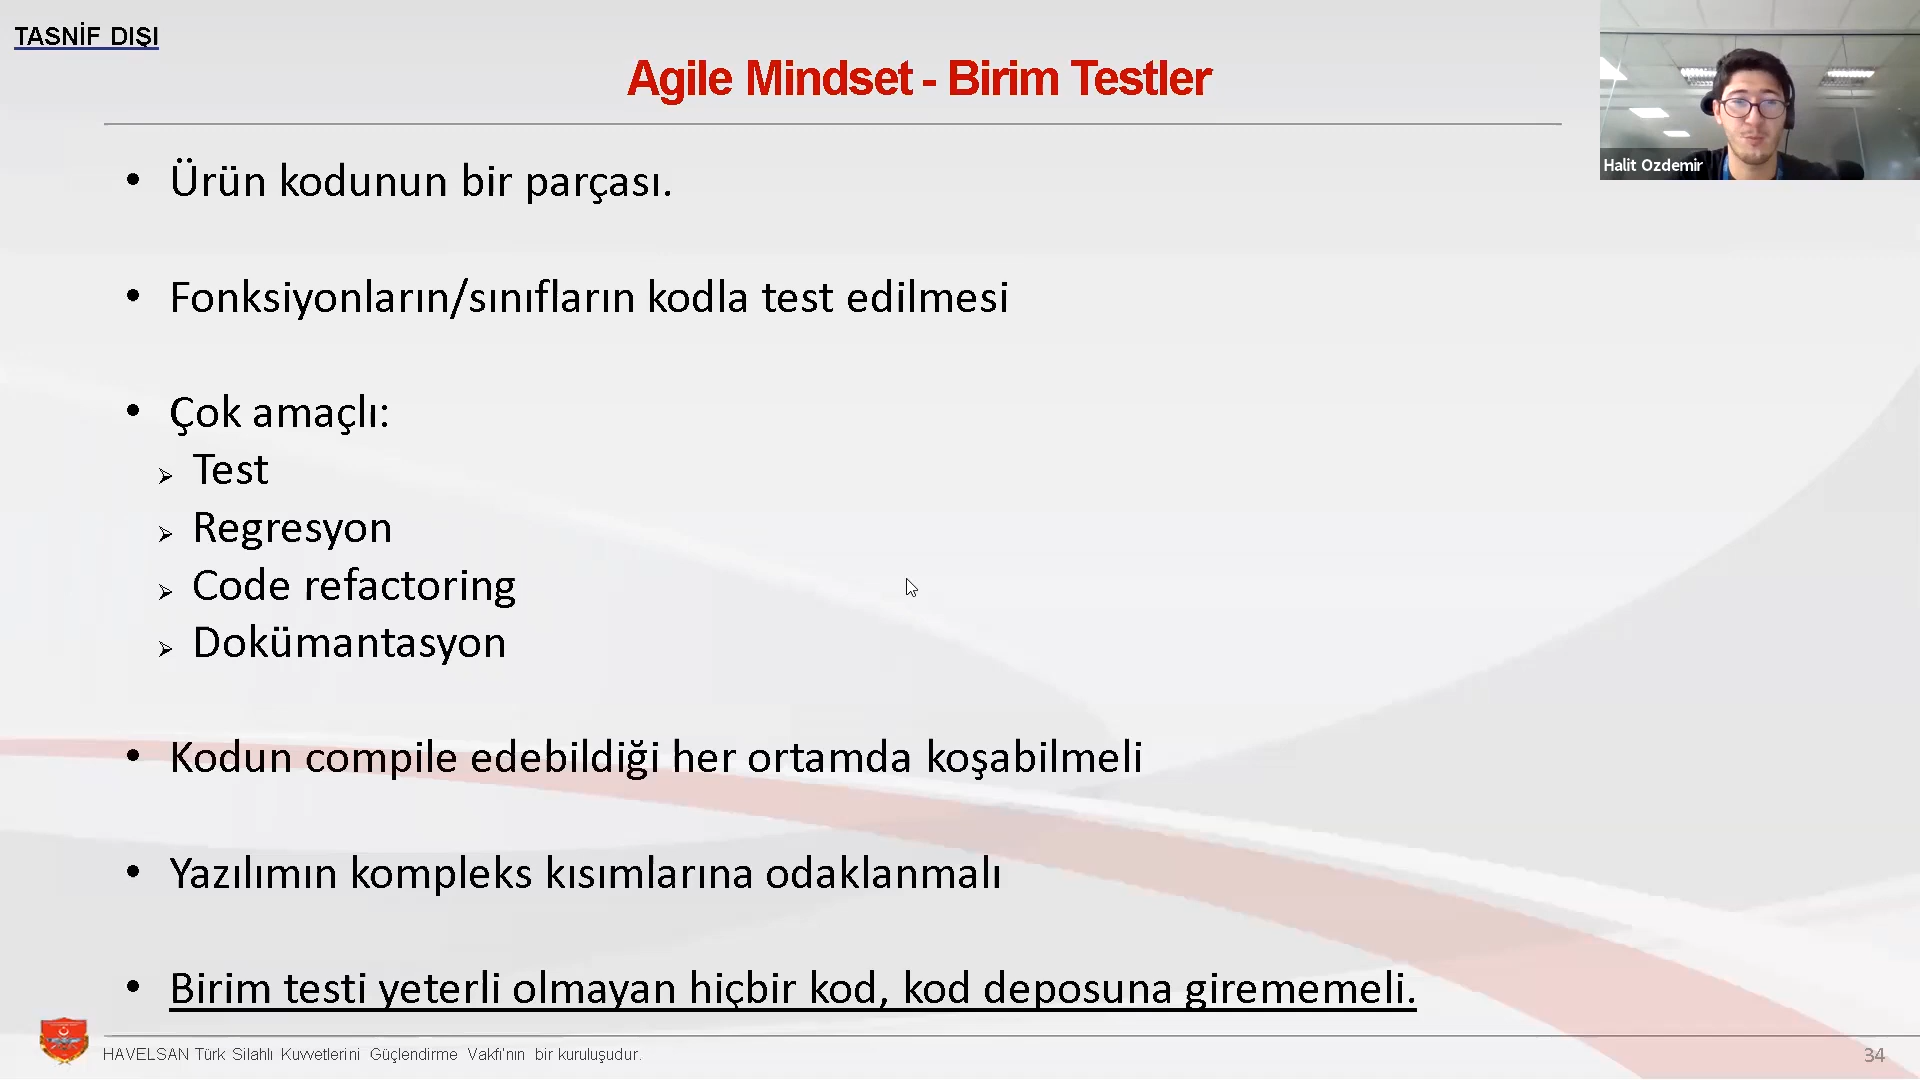 TASNİF DIŞI
Agile Mindset - Birim Testler
Halit Ozdemir
• Ürün kodunun bir parçası.
• Fonksiyonların/sınıfların kodla test edilmesi
• Çok amaçlı:
➢ Test
➢ Regresyon
➢ Code refactoring
➢ Dokümantasyon
• Kodun compile edebildiği her ortamda koşabilmeli
• Yazılımın kompleks kısımlarına odaklanmalı
• Birim testi yeterli olmayan hiçbir kod, kod deposuna girememeli.
HAVELSAN Türk Silahlı Kuvvetlerini Güçlendirme Vakfı'nın bir kuruluşudur.
34